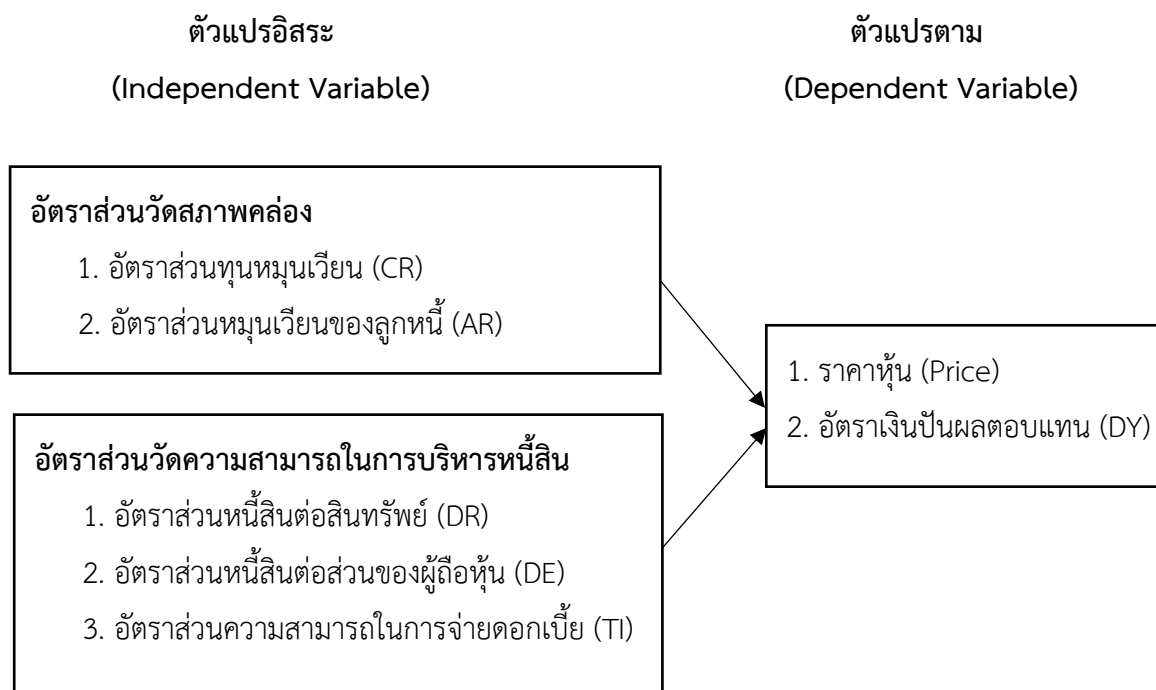 ตัวแปรอิสระ
(Independent Variable)
ตัวแปรตาม
(Dependent Variable)
อัตราส่วนวัดสภาพคล่อง
1. อัตราส่วนทุนหมุนเวียน (CR)
2. อัตราส่วนหมุนเวียนของลูกหนี้ (AR)
อัตราส่วนวัดความสามารถในการบริหารหนี้สิน
1. อัตราส่วนหนี้สินต่อสินทรัพย์ (DR)
2. อัตราส่วนหนี้สินต่อส่วนของผู้ถือหุ้น (DE)
3. อัตราส่วนความสามารถในการจ่ายดอกเบี้ย (TI)
1. ราคาหุ้น (Price)
2. อัตราเงินปันผลตอบแทน (DY)